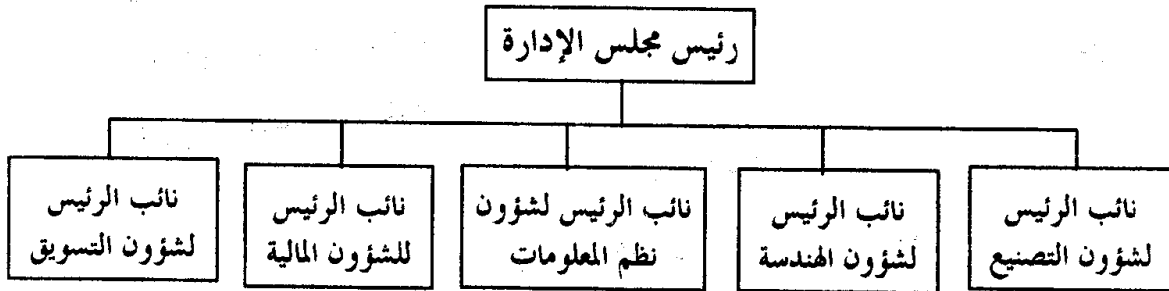 رئيس مجلس الإدارة
نائب الرئيس
لشؤون التصنيع
نائب الرئيس
لشؤون الهندسة
نائب الرئيس لشؤون
نظم المعلومات
نائب الرئيس
للشؤون المالية
نائب الرئيس
لشؤون التسويق